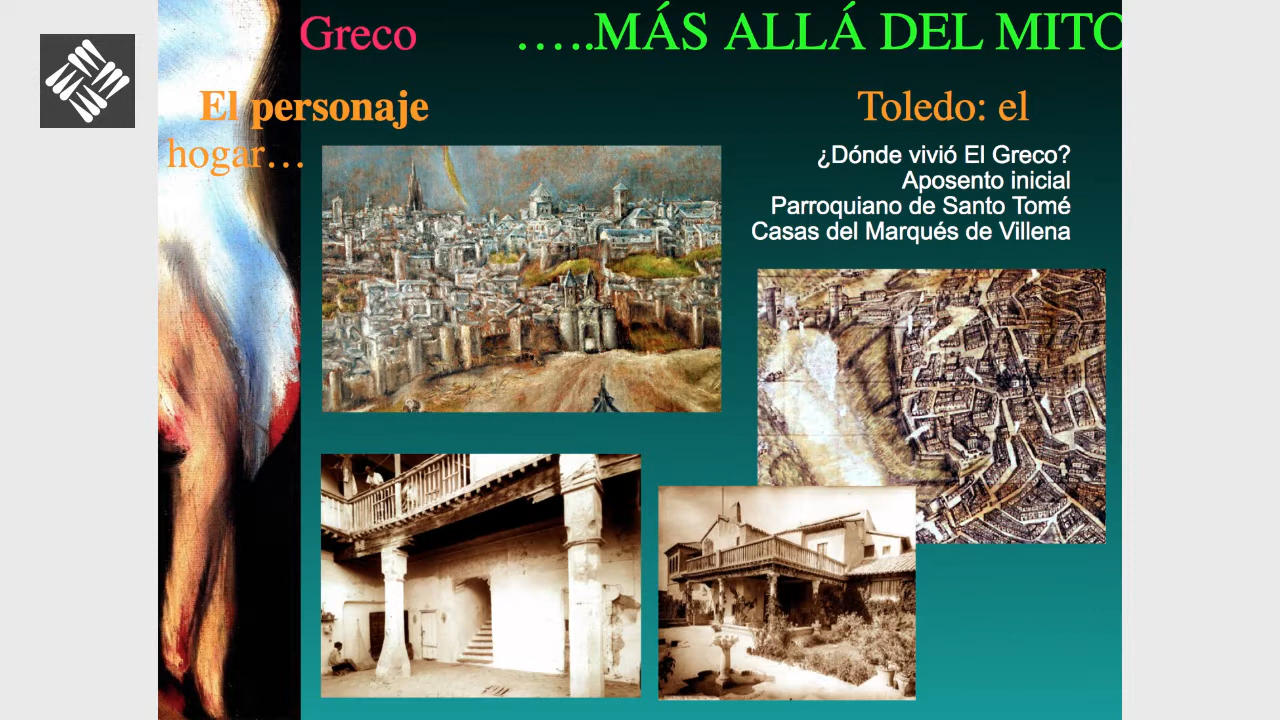 Greco …..MÁS ALLÁ DEL MITO
El personaje Toledo: el
hogar…
¿Dónde vivió El Greco?
Aposento inicial
Parroquiano de Santo Tomé
Casas del Marqués de Villena